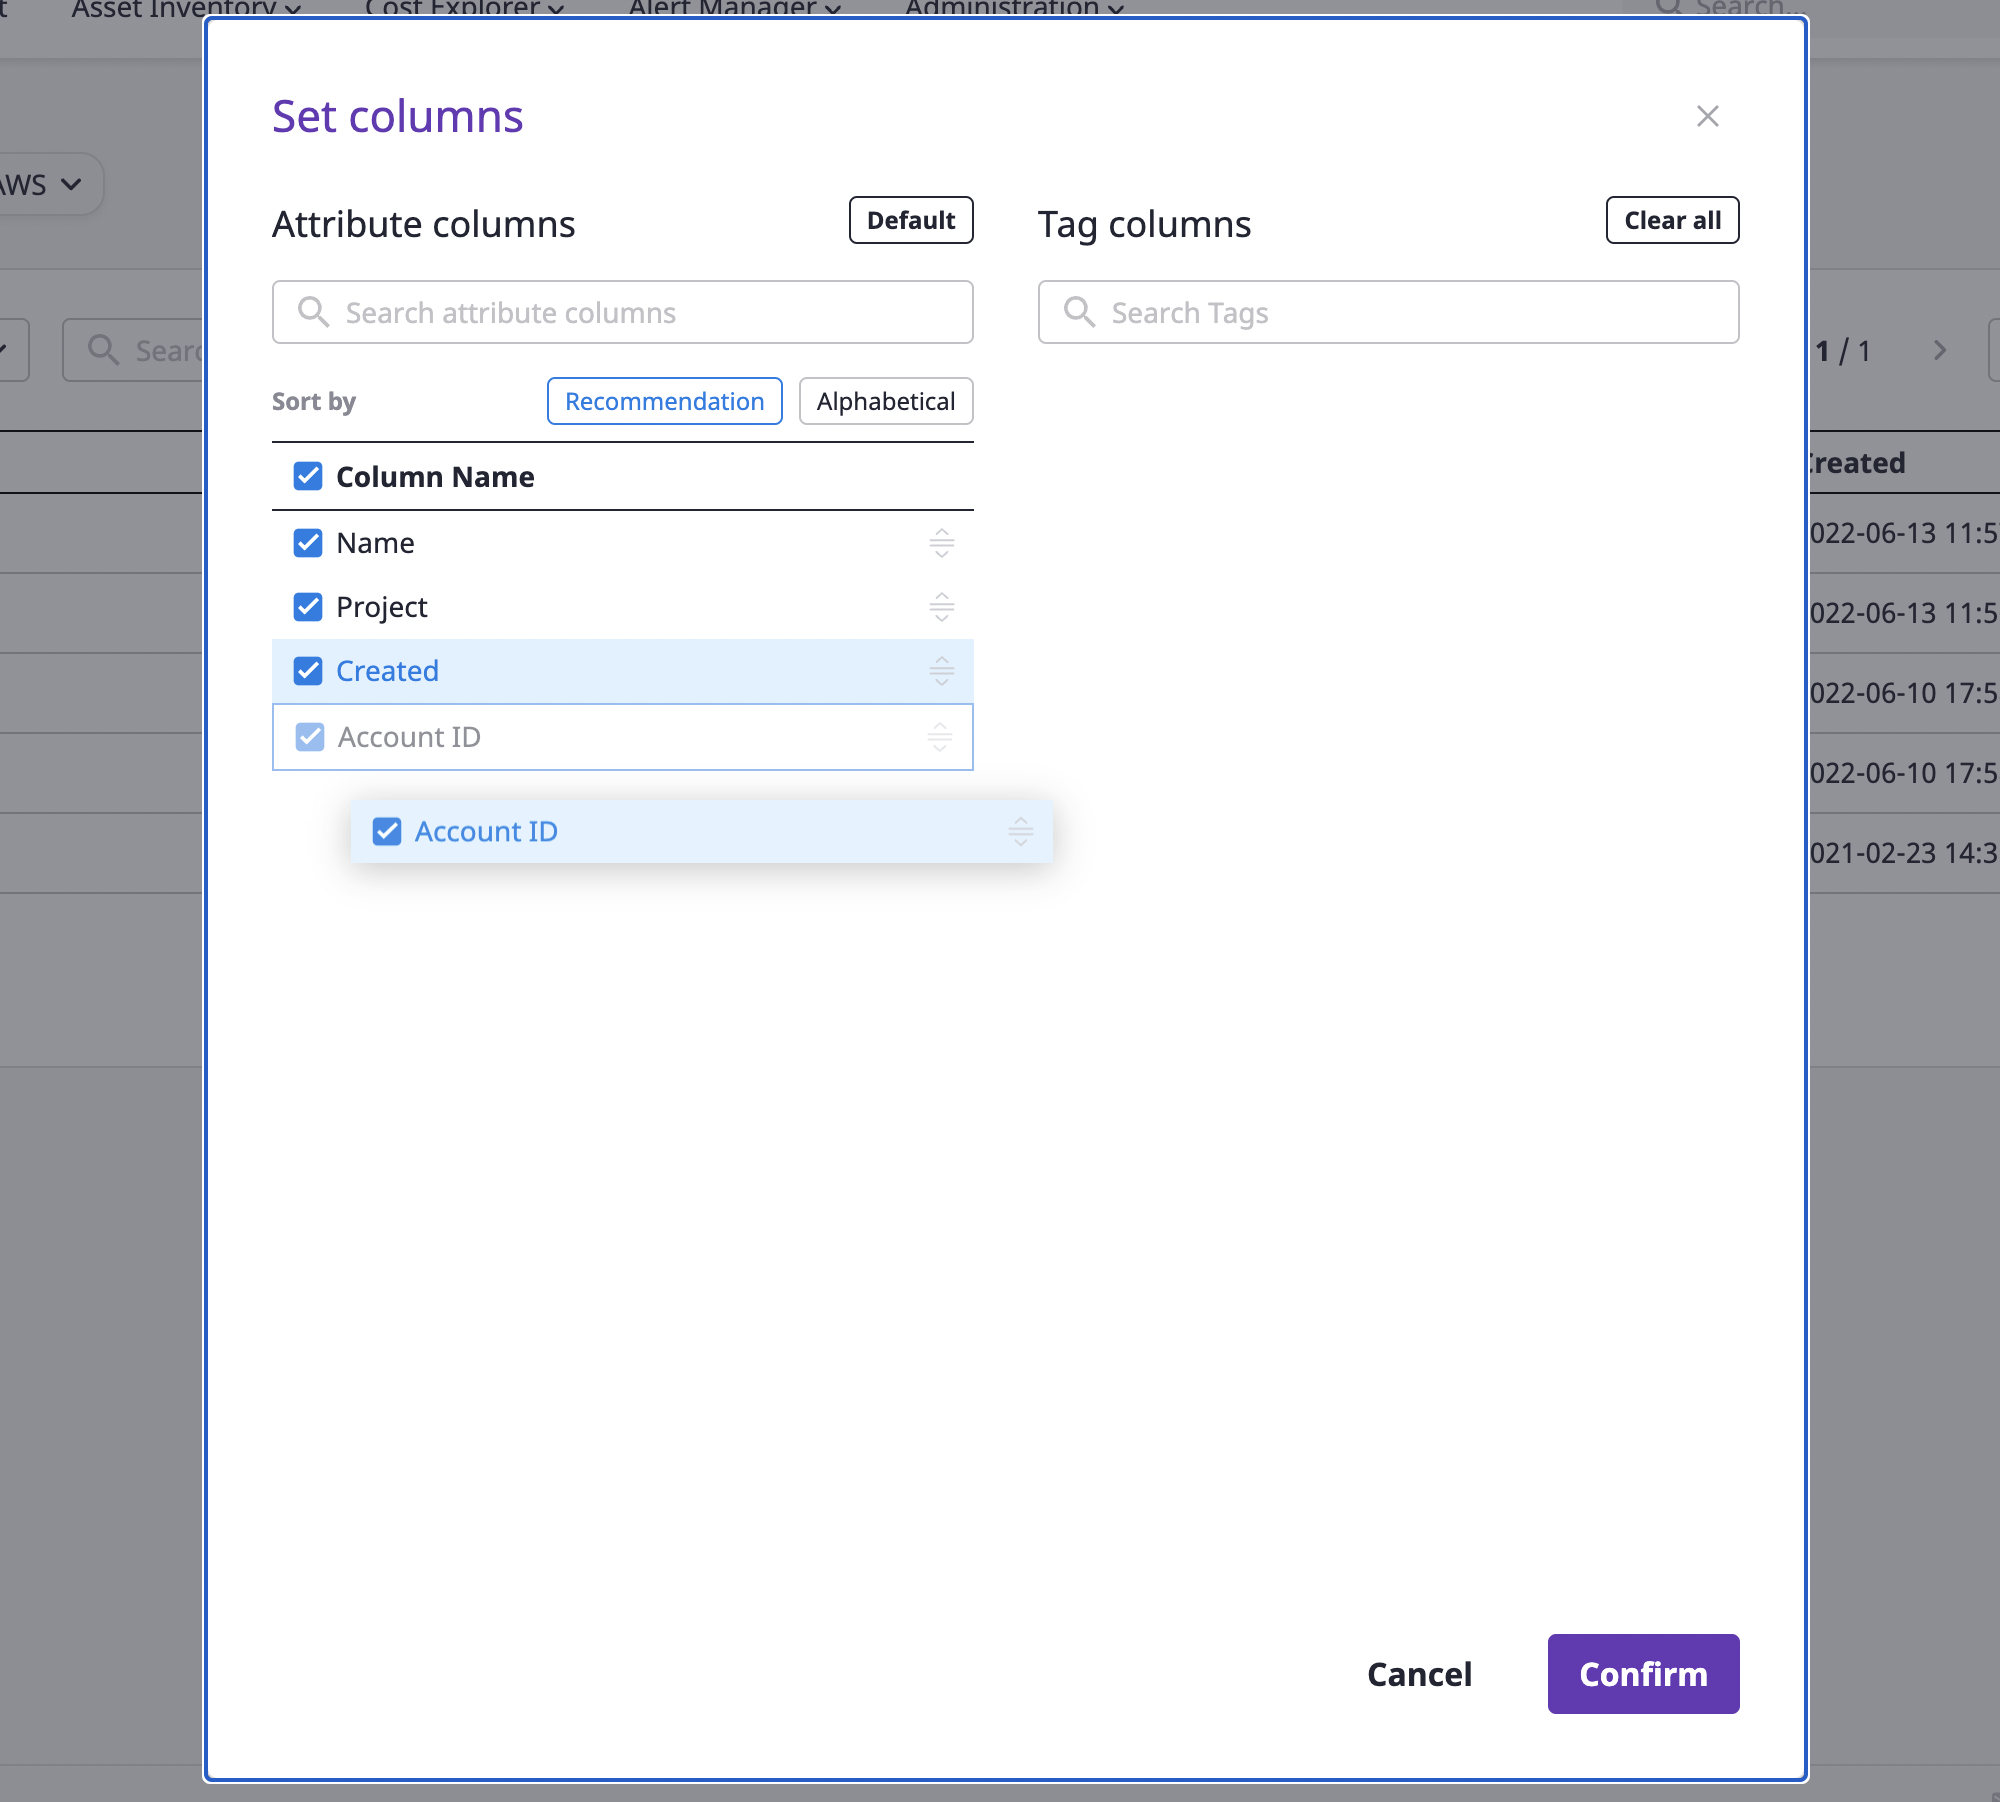 Asset Inventory
Cost Explorer
Alert Manager
Administration
Search...
Set columns
AWS
Attribute columns
Default
Tag columns
Clear all
Search attribute columns
Search Tags
Sear
1 / 1
Sort by
Recommendation
Alphabetical
Column Name
Created
Name
022-06-13 11:5
Project
022-06-13 11:5
Created
022-06-10 17:5
Account ID
022-06-10 17:5
Account ID
021-02-23 14:3
Cancel
Confirm